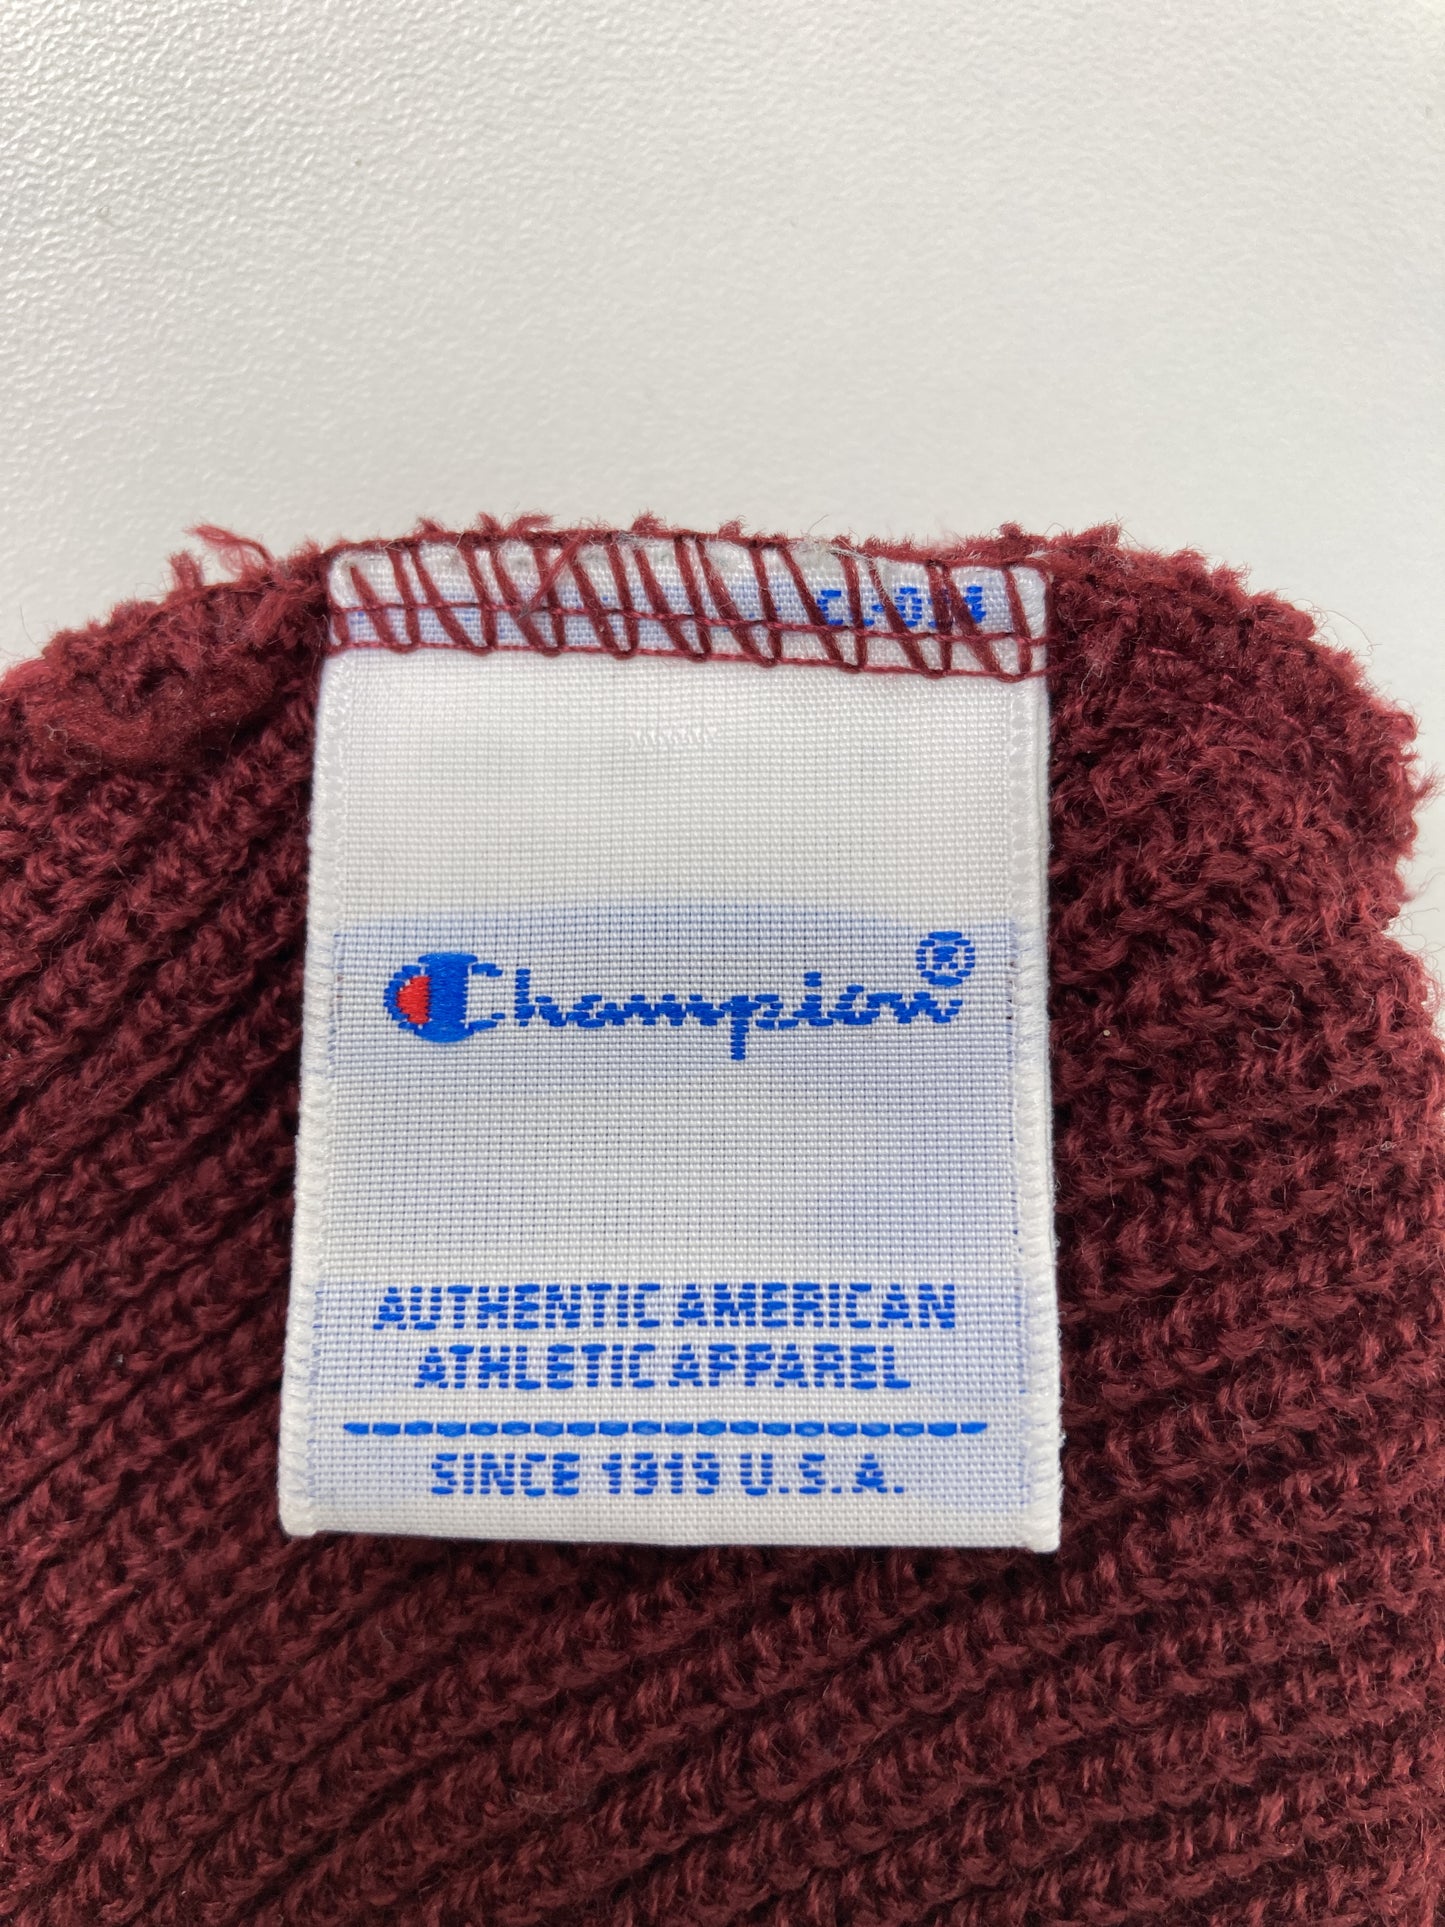 Champion®
AUTHENTIC AMERICAN
ATHLETIC APPAREL
SINCE 1919 U.S.A.